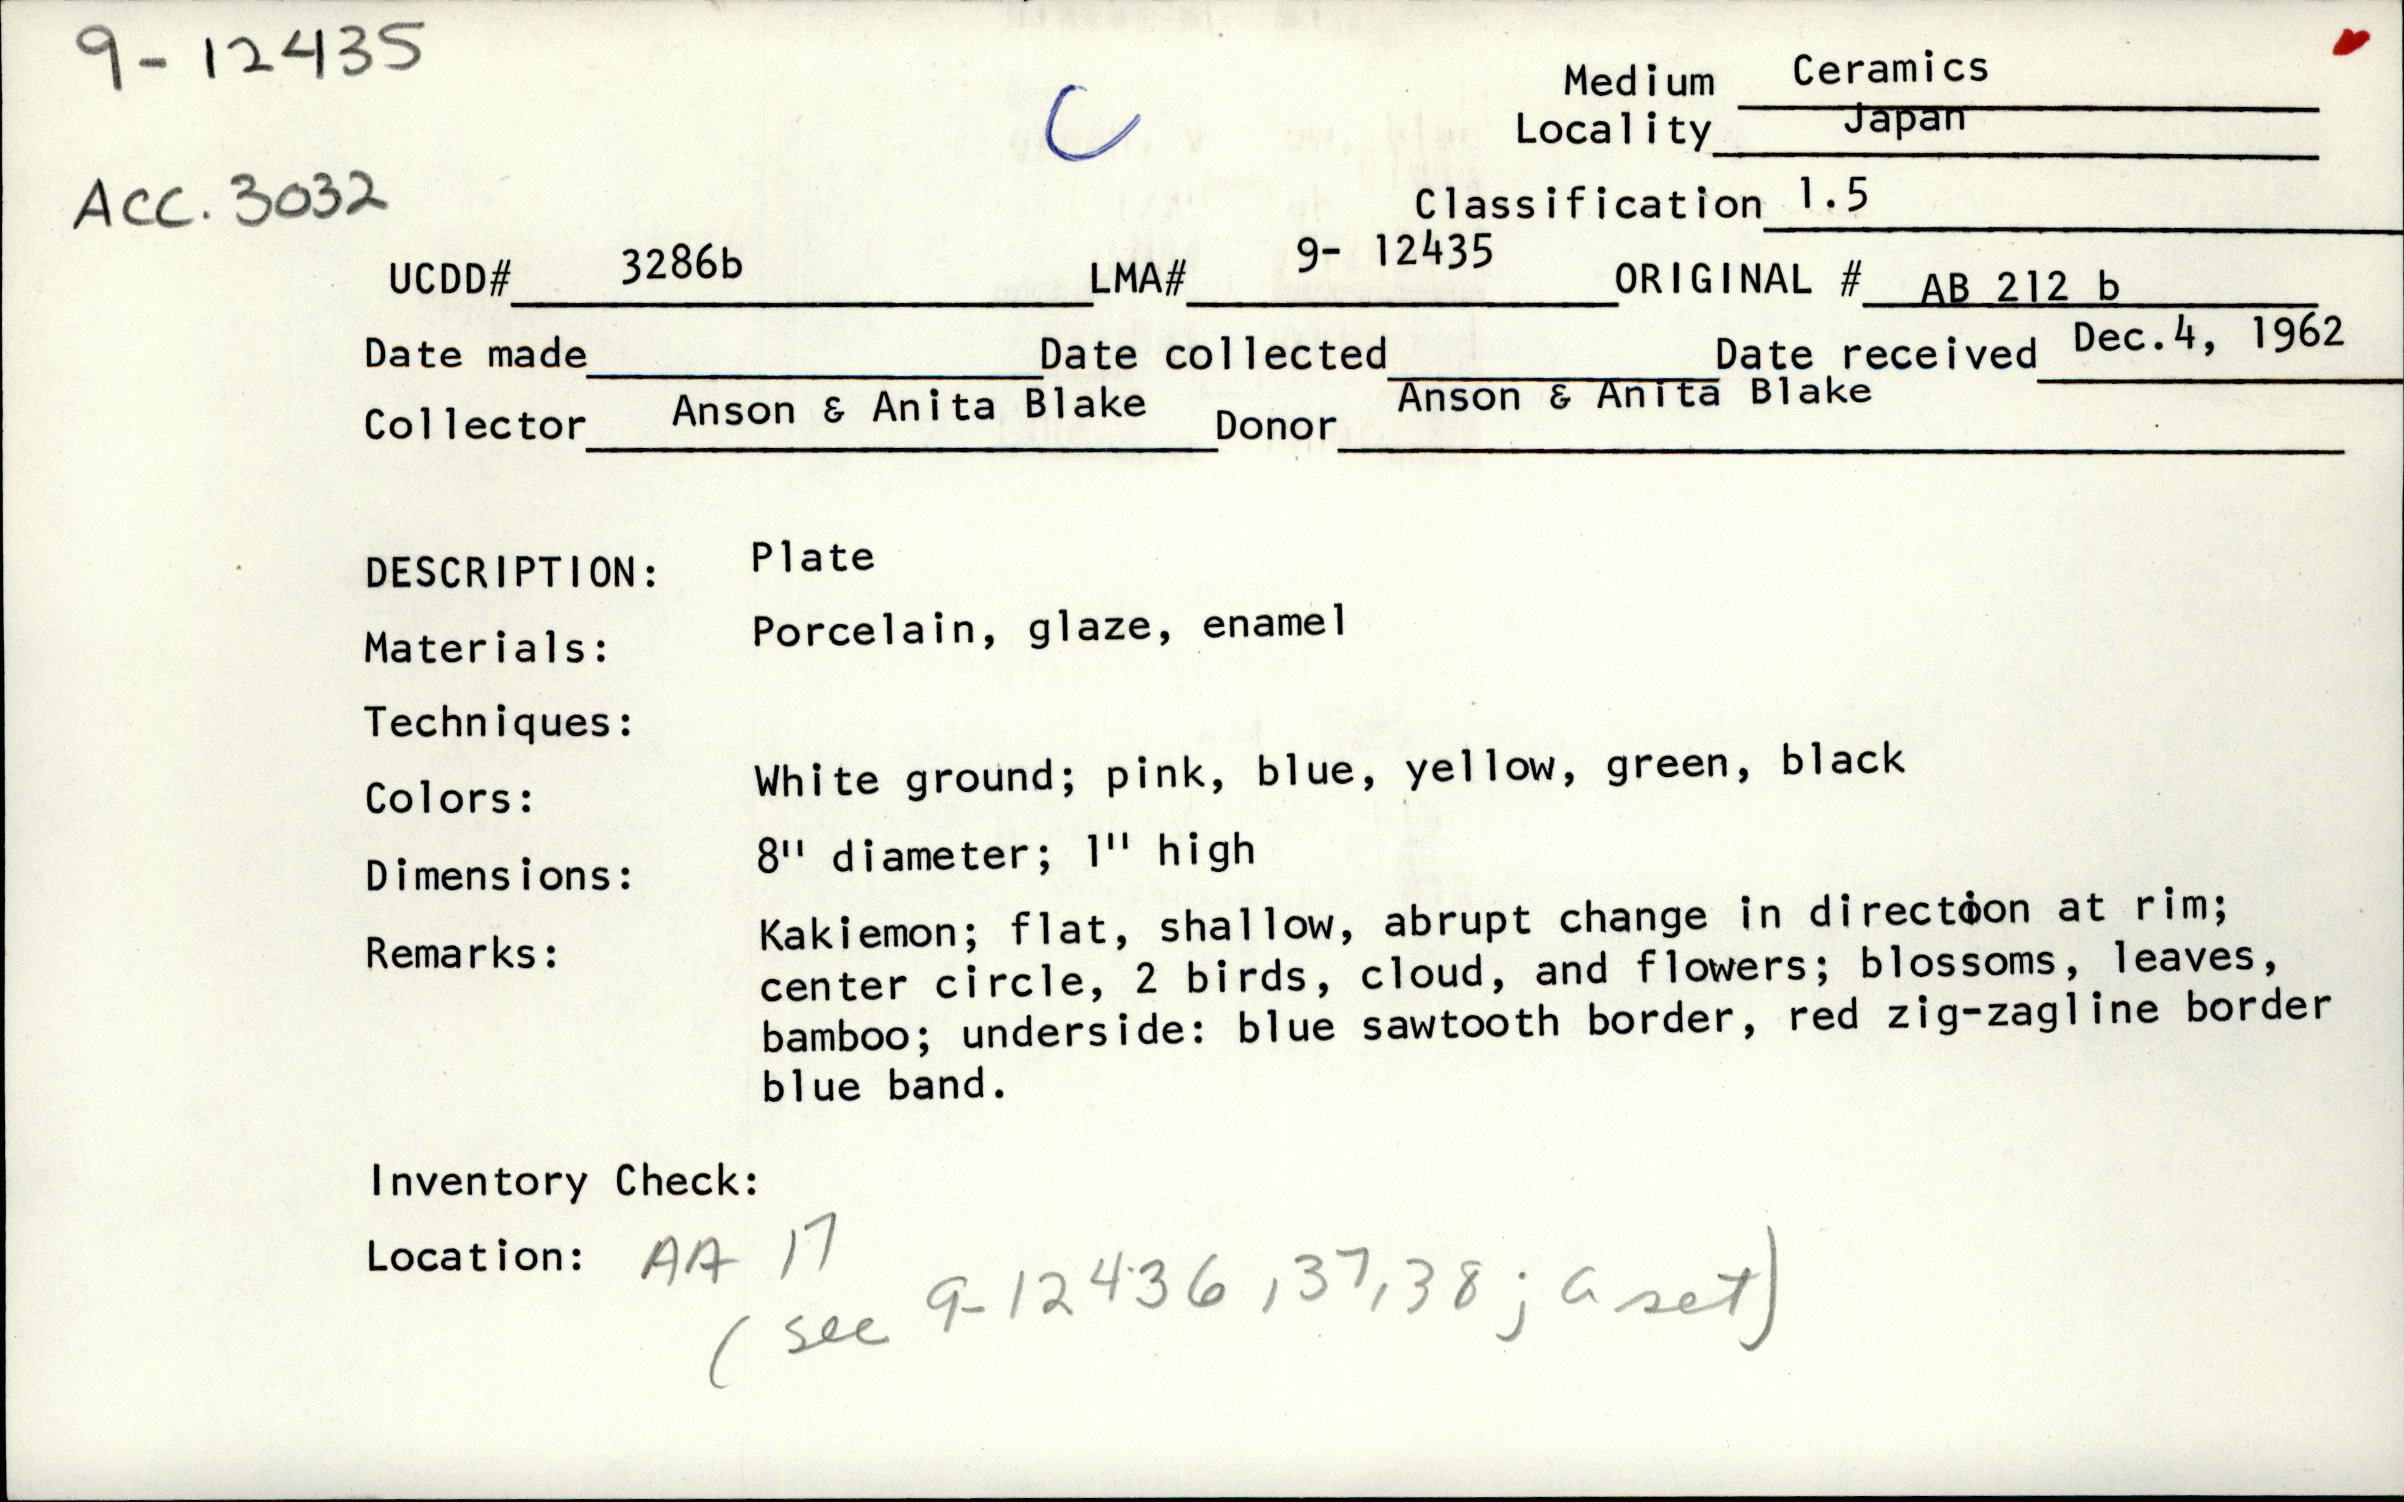 9-12435
C
Medium Ceramics
Locality Japan
Acc. 3032
Classification 1.5
UCDD# 3286b LMA# 9- 12435 ORIGINAL # AB 212 b
Date made Date collected Date received Dec.4, 1962
Collector Anson & Anita Blake Donor Anson & Anita Blake
DESCRIPTION: Plate
Materials: Porcelain, glaze, enamel
Techniques:
Colors: White ground; pink, blue, yellow, green, black
Dimensions: 8" diameter; 1" high
Remarks: Kakiemon; flat, shallow, abrupt change in direction at rim;
center circle, 2 birds, cloud, and flowers; blossoms, leaves,
bamboo; underside: blue sawtooth border, red zig-zagline border
blue band.
Inventory Check:
Location: AA 17
(see 9-12436,37,38; a set)